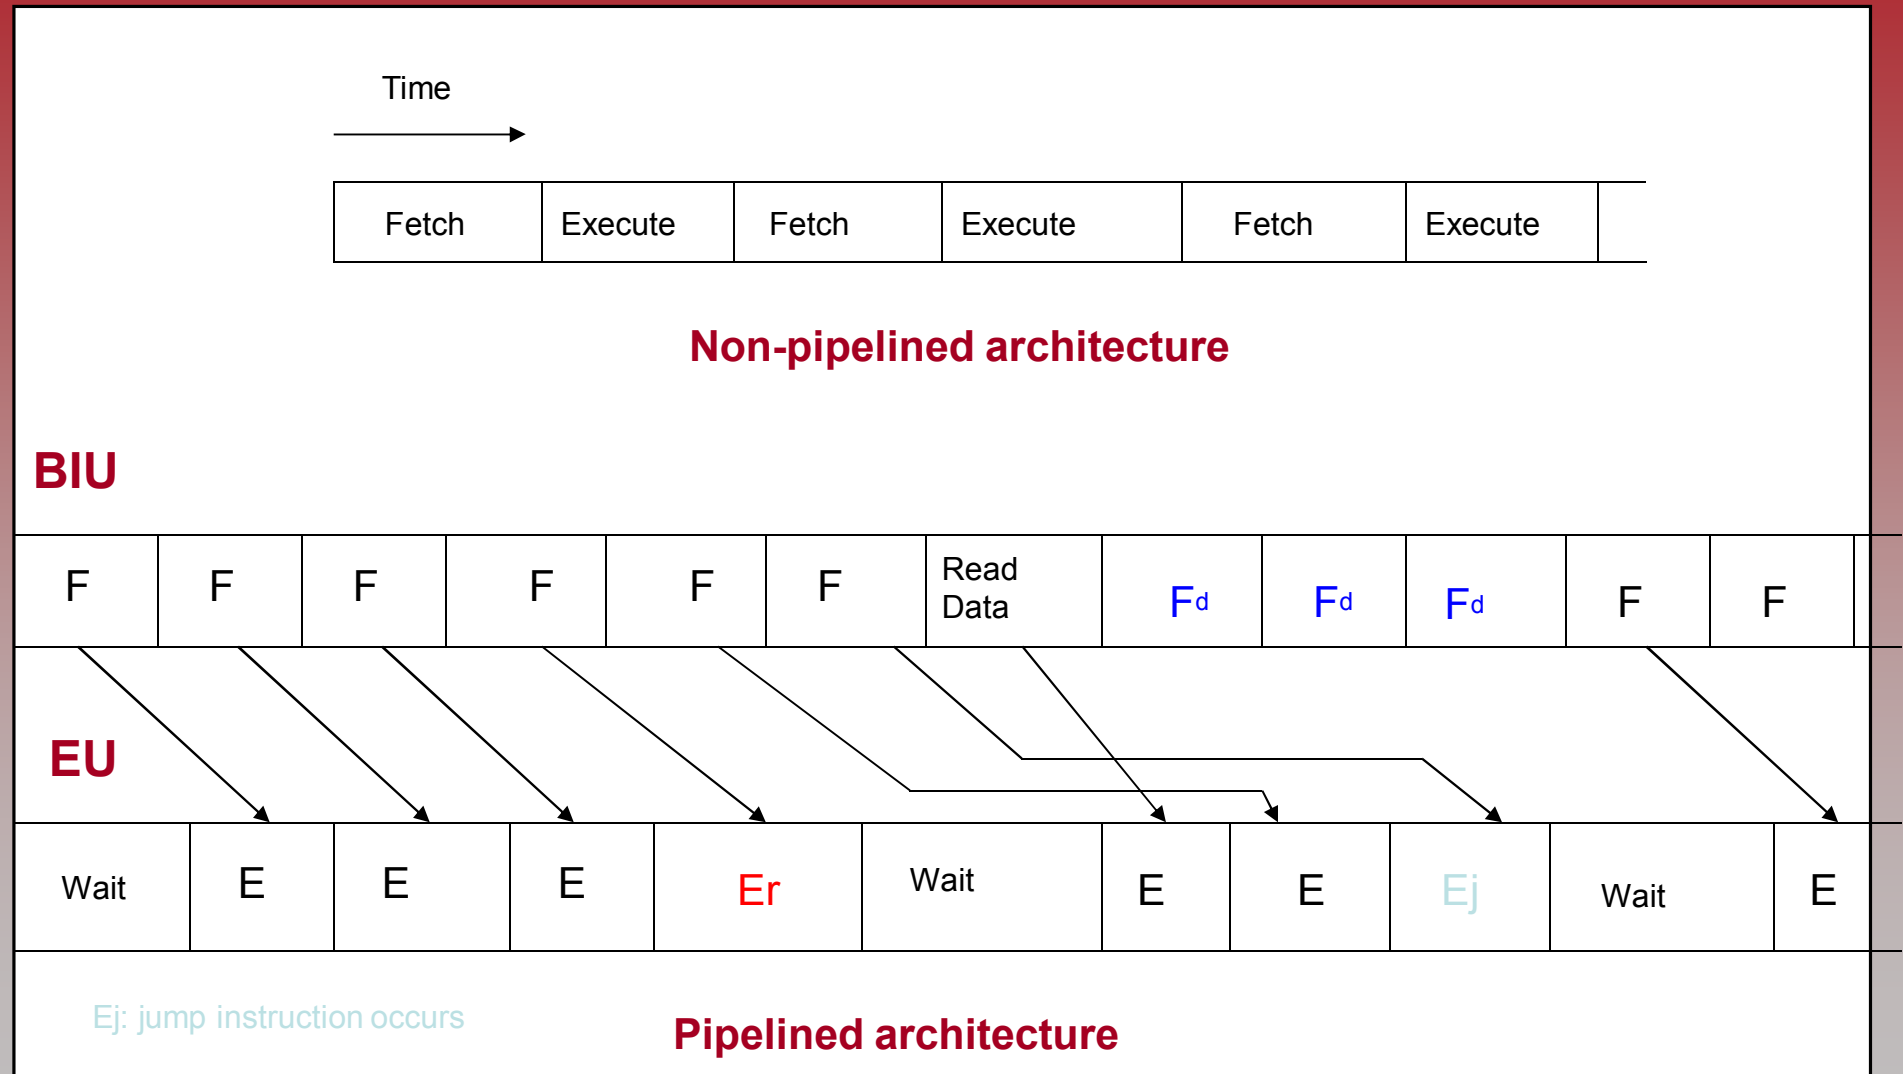 Time
Fetch Execute Fetch Execute Fetch Execute
Non-pipelined architecture
BIU
F F F F F F Read Data Fd Fd Fd F F
EU
Wait E E E Er Wait E E Ej Wait E
Ej: jump instruction occurs
Pipelined architecture